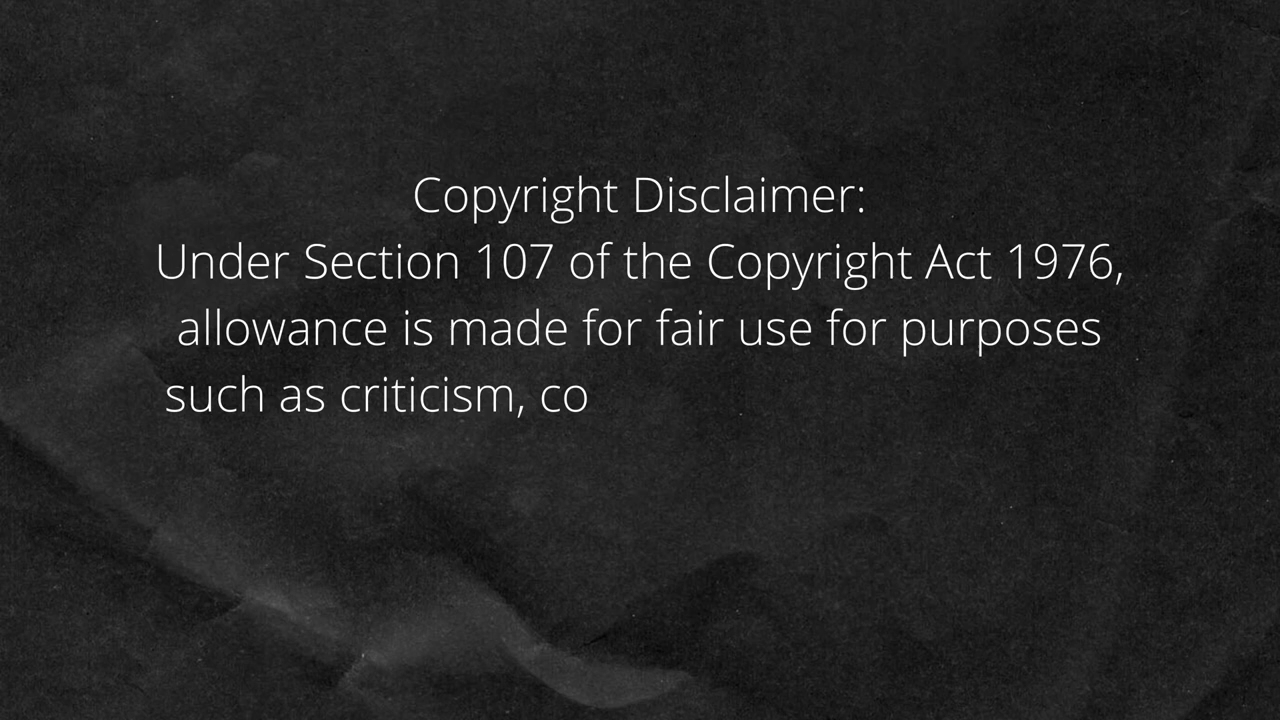 Copyright Disclaimer:
Under Section 107 of the Copyright Act 1976,
allowance is made for fair use for purposes
such as criticism, co